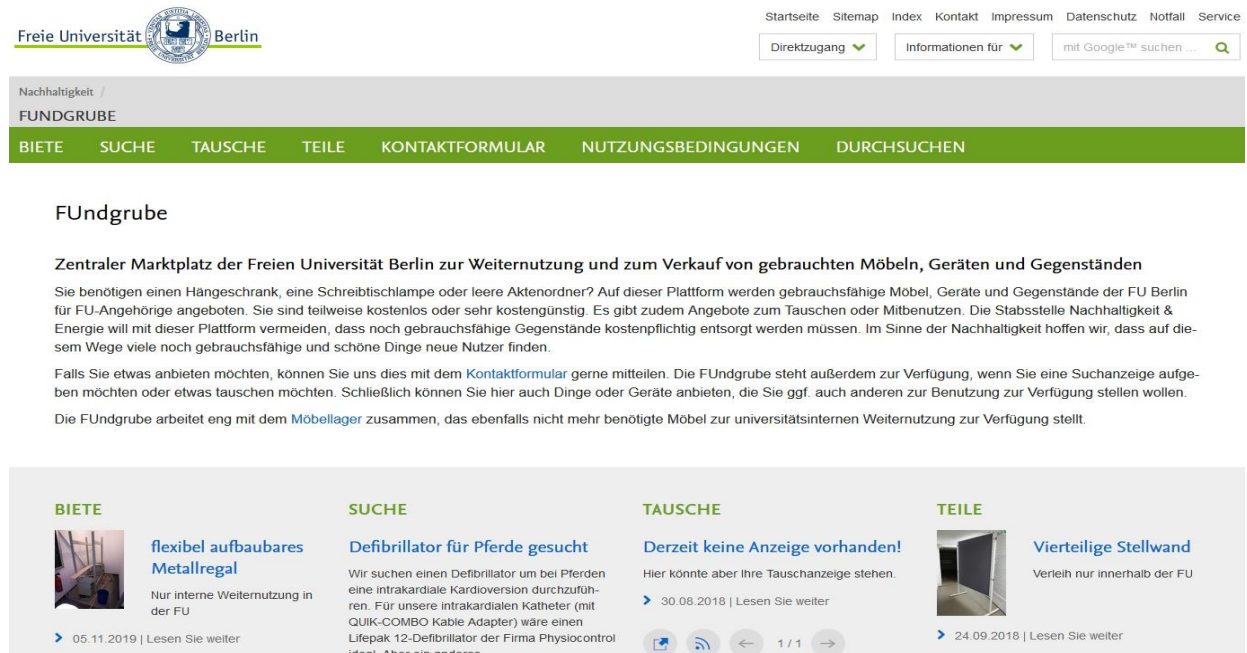 Startseite Sitemap Index Kontakt Impressum Datenschutz Notfall Service
Freie Universität Berlin
Direktzugang
Informationen für
mit Google™ suchen ...
Nachhaltigkeit /
FUNDGRUBE
BIETE SUCHE TAUSCHE TEILE KONTAKTFORMULAR NUTZUNGSBEDINGUNGEN DURCHSUCHEN
FUndgrube
Zentraler Marktplatz der Freien Universität Berlin zur Weiternutzung und zum Verkauf von gebrauchten Möbeln, Geräten und Gegenständen
Sie benötigen einen Hängeschrank, eine Schreibtischlampe oder leere Aktenordner? Auf dieser Plattform werden gebrauchsfähige Möbel, Geräte und Gegenstände der FU Berlin
für FU-Angehörige angeboten. Sie sind teilweise kostenlos oder sehr kostengünstig. Es gibt zudem Angebote zum Tauschen oder Mitbenutzen. Die Stabsstelle Nachhaltigkeit &
Energie will mit dieser Plattform vermeiden, dass noch gebrauchsfähige Gegenstände kostenpflichtig entsorgt werden müssen. Im Sinne der Nachhaltigkeit hoffen wir, dass auf die-
sem Wege viele noch gebrauchsfähige und schöne Dinge neue Nutzer finden.
Falls Sie etwas anbieten möchten, können Sie uns dies mit dem Kontaktformular gerne mitteilen. Die FUndgrube steht außerdem zur Verfügung, wenn Sie eine Suchanzeige aufge-
ben möchten oder etwas tauschen möchten. Schließlich können Sie hier auch Dinge oder Geräte anbieten, die Sie ggf. auch anderen zur Benutzung zur Verfügung stellen wollen.
Die FUndgrube arbeitet eng mit dem Möbellager zusammen, das ebenfalls nicht mehr benötigte Möbel zur universitätsinternen Weiternutzung zur Verfügung stellt.
BIETE
flexibel aufbaubares
Metallregal
Nur interne Weiternutzung in
der FU
05.11.2019 | Lesen Sie weiter
SUCHE
Defibrillator für Pferde gesucht
Wir suchen einen Defibrillator um bei Pferden
eine intrakardiale Kardioversion durchzufüh-
ren. Für unsere intrakardialen Katheter (mit
QUIK-COMBO Kable Adapter) wäre einen
Lifepak 12-Defibrillator der Firma Physiocontrol
ideal. Aber ein anderes
TAUSCHE
Derzeit keine Anzeige vorhanden!
Hier könnte aber Ihre Tauschanzeige stehen.
30.08.2018 | Lesen Sie weiter
1 / 1
TEILE
Vierteilige Stellwand
Verleih nur innerhalb der FU
24.09.2018 | Lesen Sie weiter